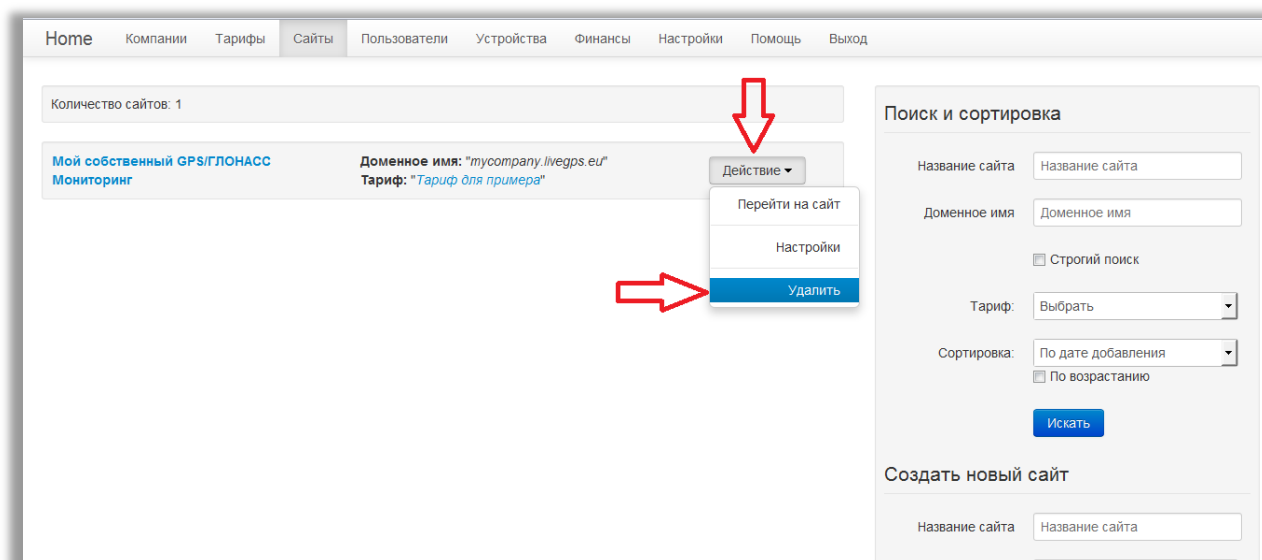 Home Компании Тарифы Сайты Пользователи Устройства Финансы Настройки Помощь Выход
Количество сайтов: 1
Мой собственный GPS/ГЛОНАСС
Мониторинг
Доменное имя: "mycompany.livegps.eu"
Тариф: "Тариф для примера"
Действие
Перейти на сайт
Настройки
Удалить
Поиск и сортировка
Название сайта Название сайта
Доменное имя Доменное имя
Строгий поиск
Тариф: Выбрать
Сортировка: По дате добавления
По возрастанию
Искать
Создать новый сайт
Название сайта Название сайта